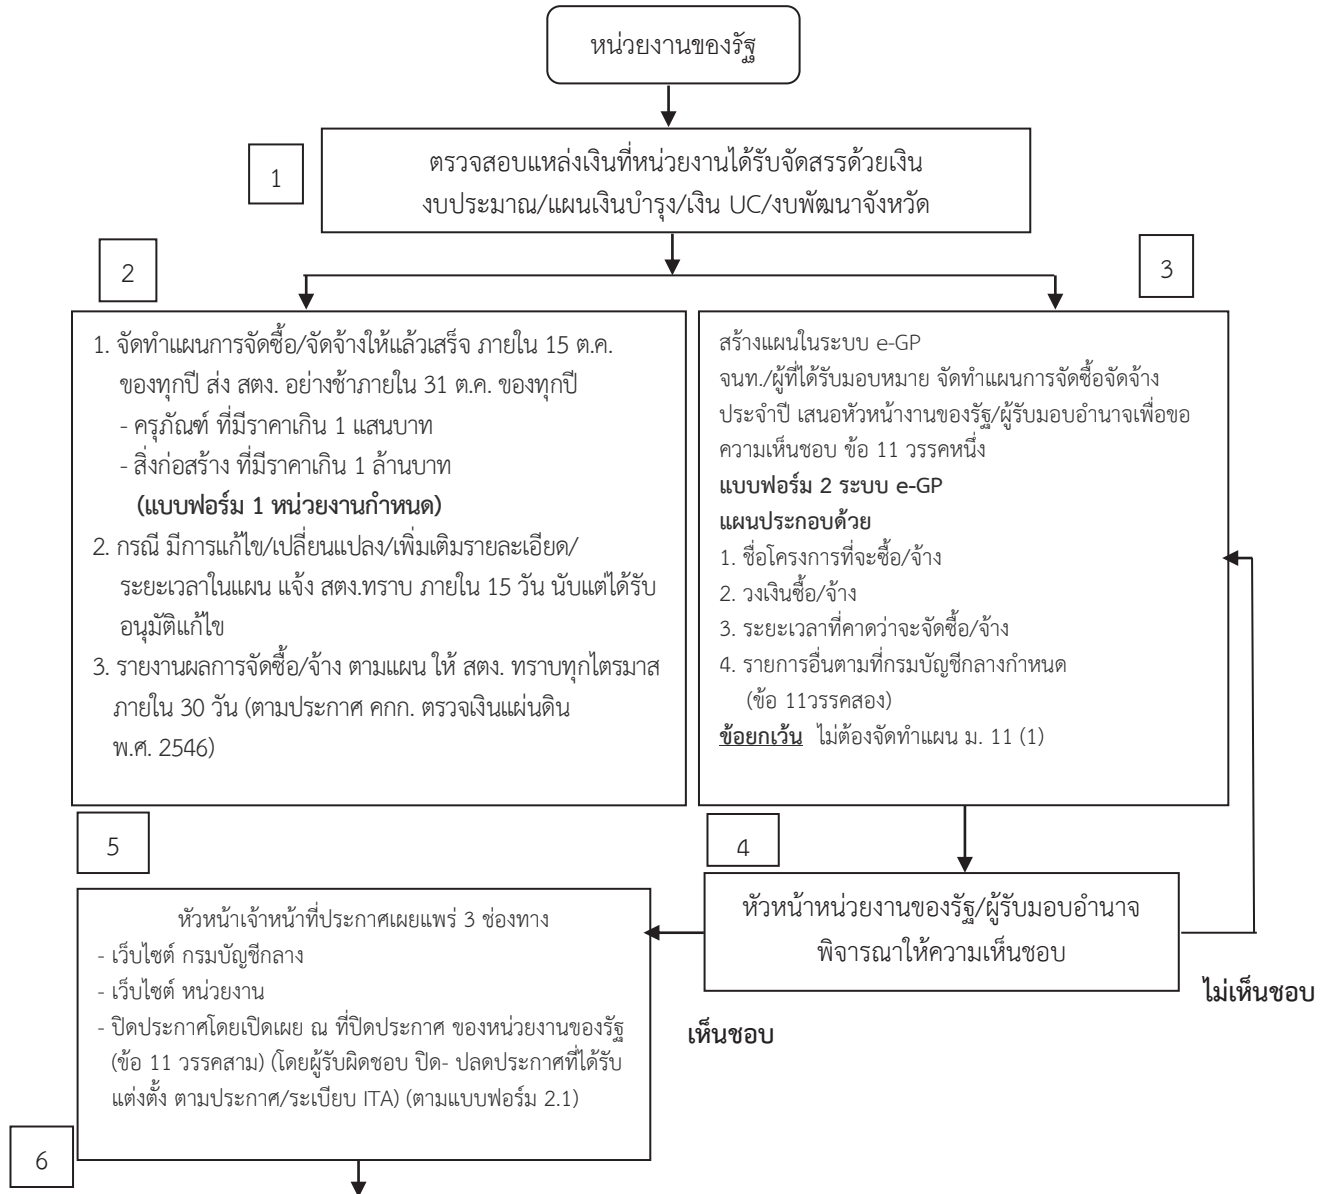 หน่วยงานของรัฐ
1
ตรวจสอบแหล่งเงินที่หน่วยงานได้รับจัดสรรด้วยเงิน
งบประมาณ/แผนเงินบำรุง/เงิน UC/งบพัฒนาจังหวัด
2
1. จัดทำแผนการจัดซื้อ/จัดจ้างให้แล้วเสร็จ ภายใน 15 ต.ค.
ของทุกปี ส่ง สตง. อย่างช้าภายใน 31 ต.ค. ของทุกปี
- ครุภัณฑ์ ที่มีราคาเกิน 1 แสนบาท
- สิ่งก่อสร้าง ที่มีราคาเกิน 1 ล้านบาท
(แบบฟอร์ม 1 หน่วยงานกำหนด)
2. กรณี มีการแก้ไข/เปลี่ยนแปลง/เพิ่มเติมรายละเอียด/
ระยะเวลาในแผน แจ้ง สตง.ทราบ ภายใน 15 วัน นับแต่ได้รับ
อนุมัติแก้ไข
3. รายงานผลการจัดซื้อ/จ้าง ตามแผน ให้ สตง. ทราบทุกไตรมาส
ภายใน 30 วัน (ตามประกาศ คกก. ตรวจเงินแผ่นดิน
พ.ศ. 2546)
3
สร้างแผนในระบบ e-GP
จนท./ผู้ที่ได้รับมอบหมาย จัดทำแผนการจัดซื้อจัดจ้าง
ประจำปี เสนอหัวหน้างานของรัฐ/ผู้รับมอบอำนาจเพื่อขอ
ความเห็นชอบ ข้อ 11 วรรคหนึ่ง
แบบฟอร์ม 2 ระบบ e-GP
แผนประกอบด้วย
1. ชื่อโครงการที่จะซื้อ/จ้าง
2. วงเงินซื้อ/จ้าง
3. ระยะเวลาที่คาดว่าจะจัดซื้อ/จ้าง
4. รายการอื่นตามที่กรมบัญชีกลางกำหนด
(ข้อ 11วรรคสอง)
ข้อยกเว้น ไม่ต้องจัดทำแผน ม. 11 (1)
4
หัวหน้าหน่วยงานของรัฐ/ผู้รับมอบอำนาจ
พิจารณาให้ความเห็นชอบ
ไม่เห็นชอบ
เห็นชอบ
5
หัวหน้าเจ้าหน้าที่ประกาศเผยแพร่ 3 ช่องทาง
- เว็บไซต์ กรมบัญชีกลาง
- เว็บไซต์ หน่วยงาน
- ปิดประกาศโดยเปิดเผย ณ ที่ปิดประกาศ ของหน่วยงานของรัฐ
(ข้อ 11 วรรคสาม) (โดยผู้รับผิดชอบ ปิด- ปลดประกาศที่ได้รับ
แต่งตั้ง ตามประกาศ/ระเบียบ ITA) (ตามแบบฟอร์ม 2.1)
6